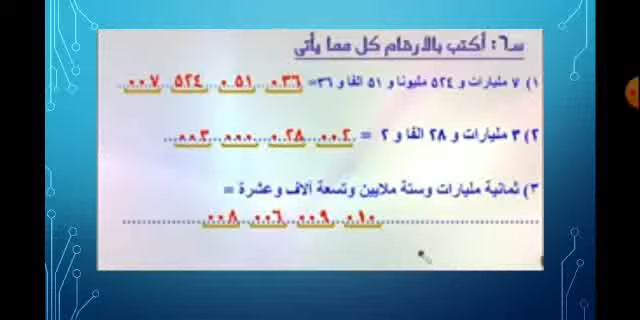 س٦: أكتب بالأرقام كل مما يأتى
١) ٧ مليارات و ٥٢٤ مليونا و ٥١ الفا و ٣٦= ٠٣٦ ٠٥١ ٥٢٤ ٠٠٧
٢) ٣ مليارات و ٢٨ الفا و ٢ = ٠٠٢ ٠٢٨ ٠٠٠ ٠٠٣
٣) ثمانية مليارات وستة ملايين وتسعة آلاف وعشرة =
٠١٠ ٠٠٩ ٠٠٦ ٠٠٨